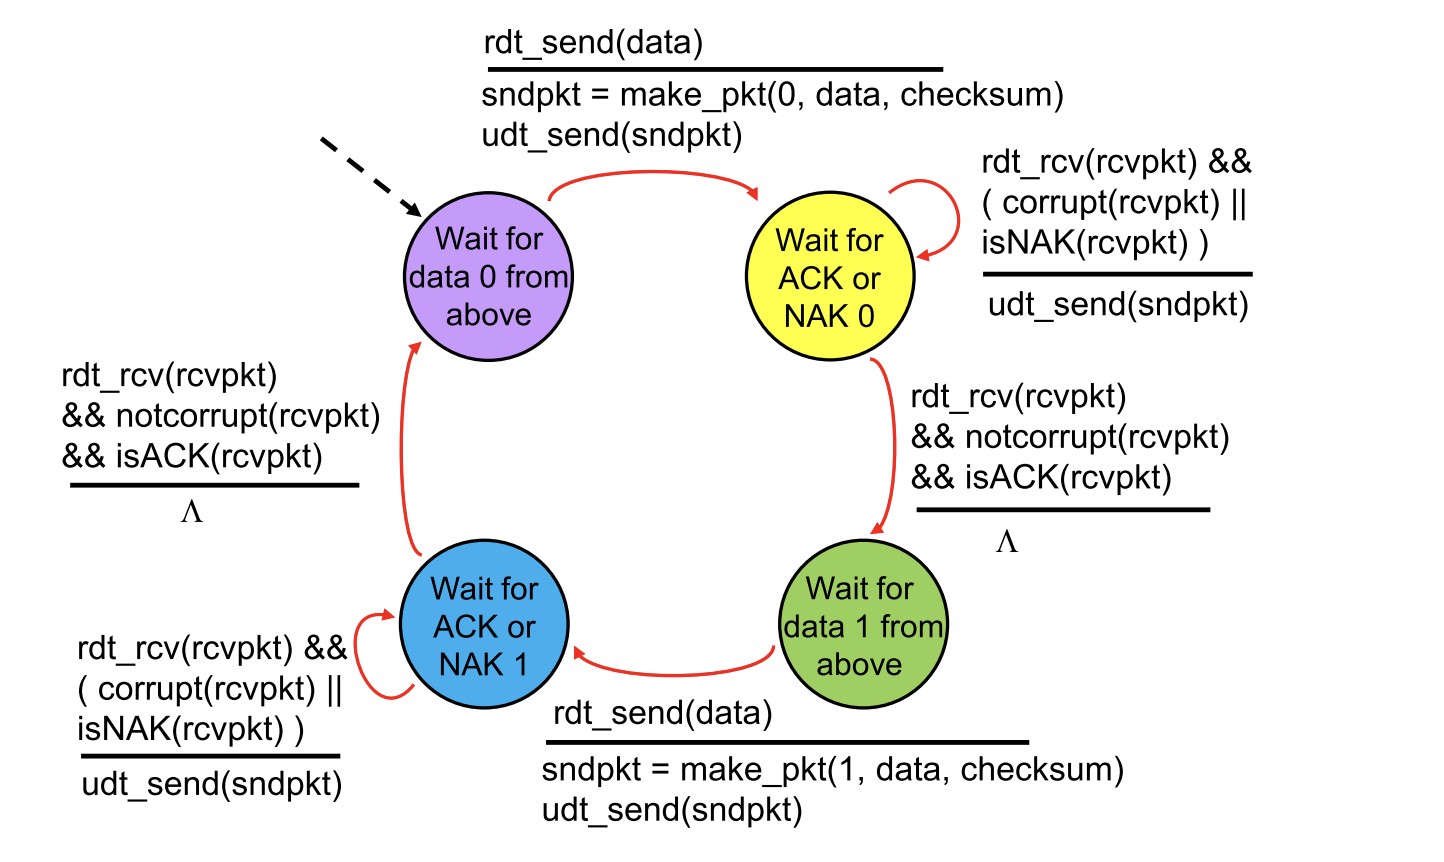 rdt_send(data)
sndpkt = make_pkt(0, data, checksum)
udt_send(sndpkt)
Wait for
data 0 from
above
Wait for
ACK or
NAK 0
rdt_rcv(rcvpkt) &&
( corrupt(rcvpkt) ||
isNAK(rcvpkt) )
udt_send(sndpkt)
rdt_rcv(rcvpkt)
&& notcorrupt(rcvpkt)
&& isACK(rcvpkt)
Λ
rdt_rcv(rcvpkt)
&& notcorrupt(rcvpkt)
&& isACK(rcvpkt)
Λ
Wait for
ACK or
NAK 1
Wait for
data 1 from
above
rdt_rcv(rcvpkt) &&
( corrupt(rcvpkt) ||
isNAK(rcvpkt) )
udt_send(sndpkt)
rdt_send(data)
sndpkt = make_pkt(1, data, checksum)
udt_send(sndpkt)